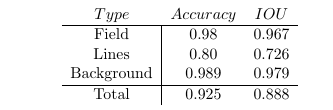 Type Accuracy IOU
Field 0.98 0.967
Lines 0.80 0.726
Background 0.989 0.979
Total 0.925 0.888